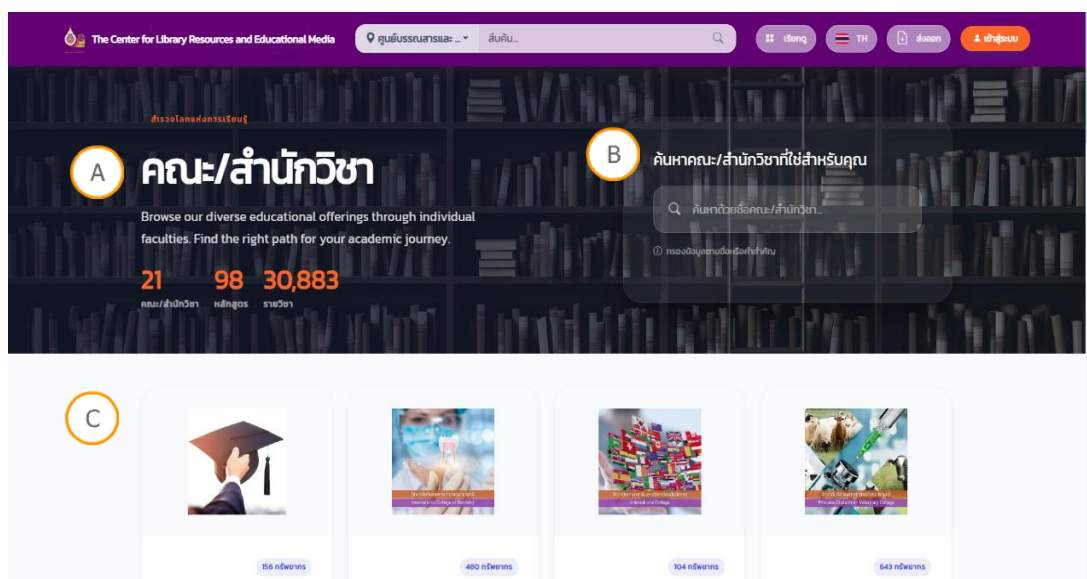 The Center for Library Resources and Educational Media
ศูนย์บรรณสารและ ...
สืบค้น...
เรียกดู
TH
ส่งออก
เข้าสู่ระบบ
สำรวจโลกแห่งการเรียนรู้
A
คณะ/สำนักวิชา
Browse our diverse educational offerings through individual
faculties. Find the right path for your academic journey.
21 98 30,883
คณะ/สำนักวิชา หลักสูตร รายวิชา
B
ค้นหาคณะ/สำนักวิชาที่ใช่สำหรับคุณ
ค้นหาด้วยชื่อคณะ/สำนักวิชา...
กรองข้อมูลตามชื่อหรือคำสำคัญ
C
International College of Dentistry
International College
156 ทรัพยากร
480 ทรัพยากร
104 ทรัพยากร
643 ทรัพยากร